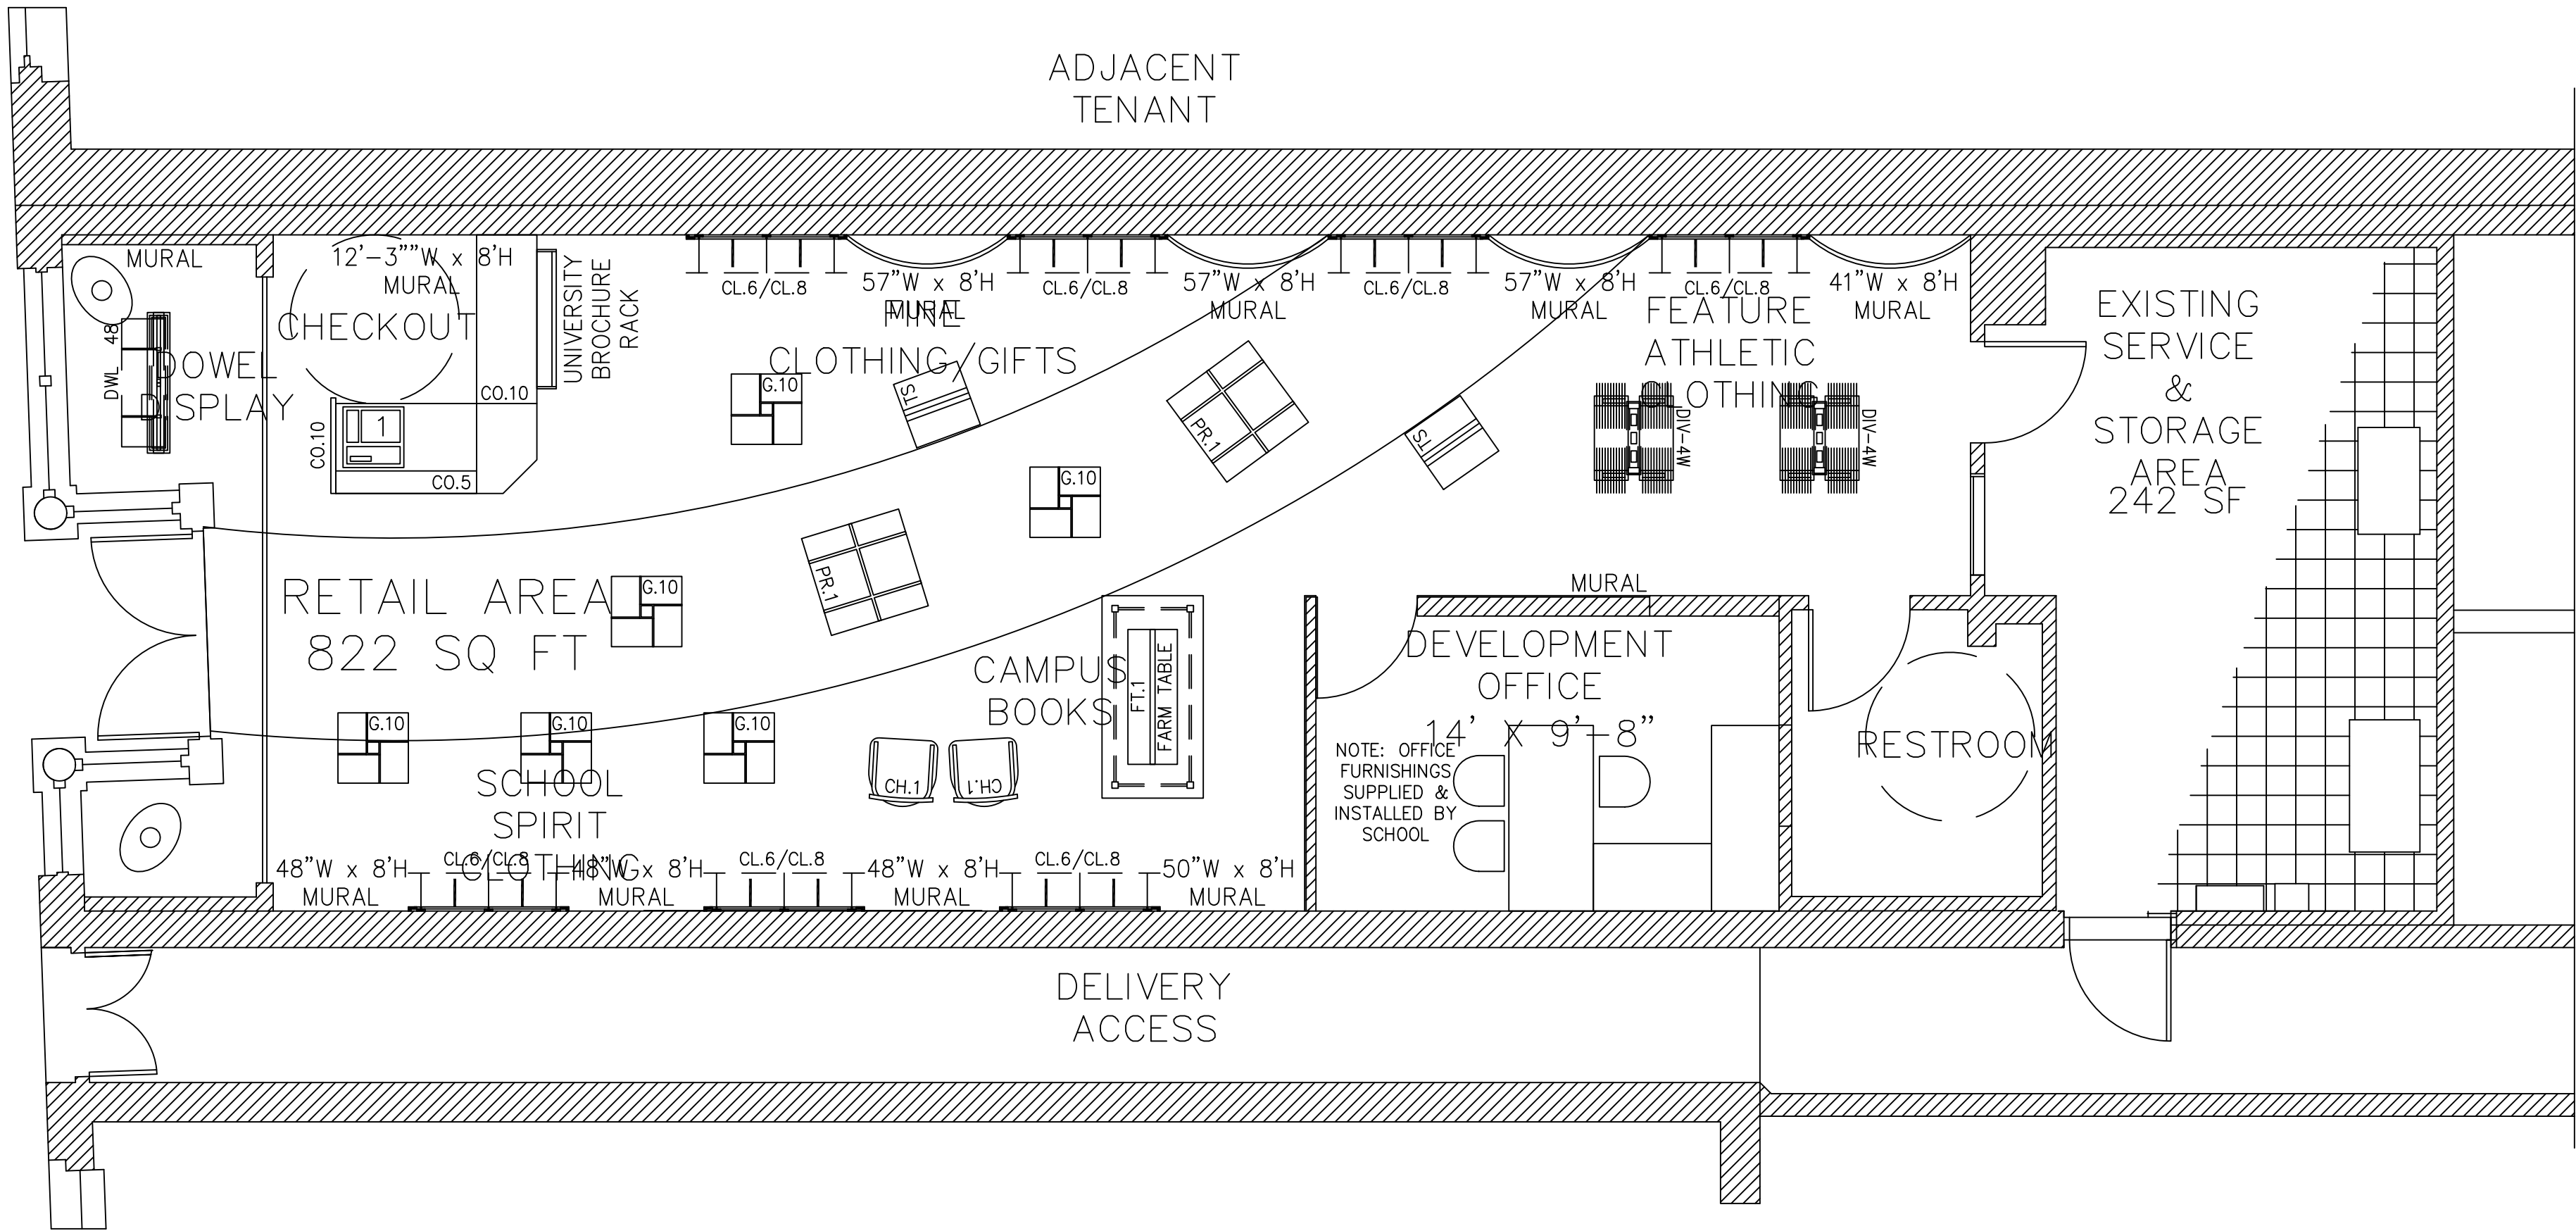 ADJACENT
TENANT
MURAL
12'-3""W x 8'H
MURAL
CHECKOUT
UNIVERSITY
BROCHURE
RACK
CO.10
CO.10
1
CO.5
DWL 48
DOWEL
DISPLAY
CL.6/CL.8
57"W x 8'H
MURAL
FINE
CLOTHING/GIFTS
CL.6/CL.8
57"W x 8'H
MURAL
CL.6/CL.8
57"W x 8'H
MURAL
CL.6/CL.8
41"W x 8'H
MURAL
FEATURE
ATHLETIC
CLOTHING
G.10
TS
PR.1
TS
DIV-4W
DIV-4W
EXISTING
SERVICE
&
STORAGE
AREA
242 SF
G.10
RETAIL AREA
822 SQ FT
G.10
PR.1
MURAL
CAMPUS
BOOKS
FT.1
FARM TABLE
DEVELOPMENT
OFFICE
14' X 9'-8"
NOTE: OFFICE
FURNISHINGS
SUPPLIED &
INSTALLED BY
SCHOOL
RESTROOM
G.10
G.10
G.10
SCHOOL
SPIRIT
CLOTHING
CH.1
CH.1
48"W x 8'H
MURAL
CL.6/CL.8
48"W x 8'H
MURAL
CL.6/CL.8
48"W x 8'H
MURAL
CL.6/CL.8
50"W x 8'H
MURAL
DELIVERY
ACCESS